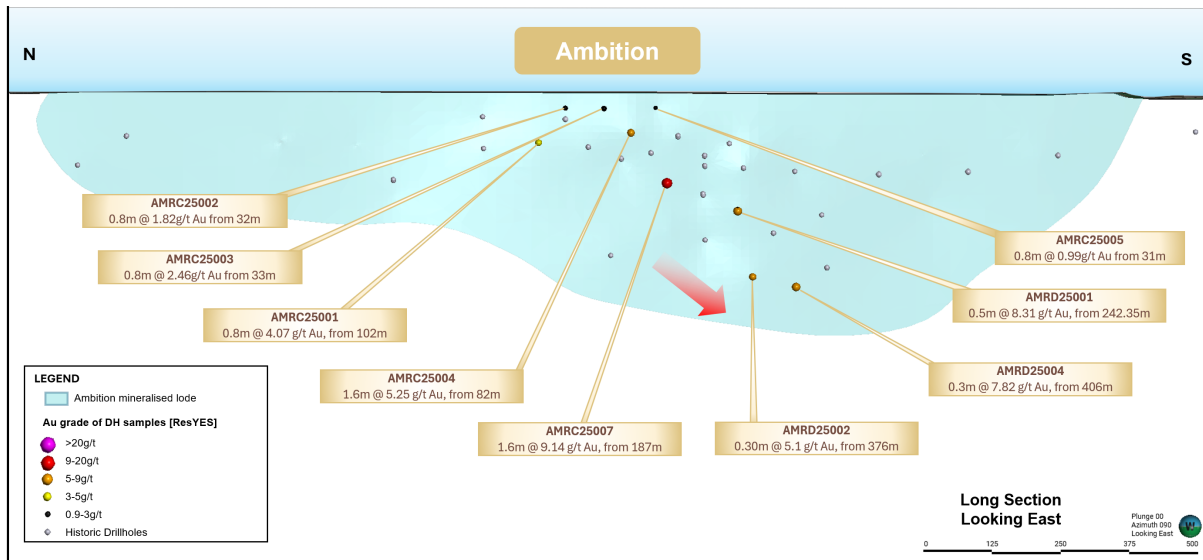 Ambition
N
S
AMRC25002
0.8m @ 1.82g/t Au from 32m
AMRC25003
0.8m @ 2.46g/t Au from 33m
AMRC25001
0.8m @ 4.07 g/t Au, from 102m
AMRC25004
1.6m @ 5.25 g/t Au, from 82m
AMRC25007
1.6m @ 9.14 g/t Au, from 187m
AMRD25002
0.30m @ 5.1 g/t Au, from 376m
AMRC25005
0.8m @ 0.99g/t Au from 31m
AMRD25001
0.5m @ 8.31 g/t Au, from 242.35m
AMRD25004
0.3m @ 7.82 g/t Au, from 406m
LEGEND
Ambition mineralised lode
Au grade of DH samples [ResYES]
>20g/t
9-20g/t
5-9g/t
3-5g/t
0.9-3g/t
Historic Drillholes
Long Section
Looking East
Plunge 00
Azimuth 090
Looking East
0 125 250 375 500